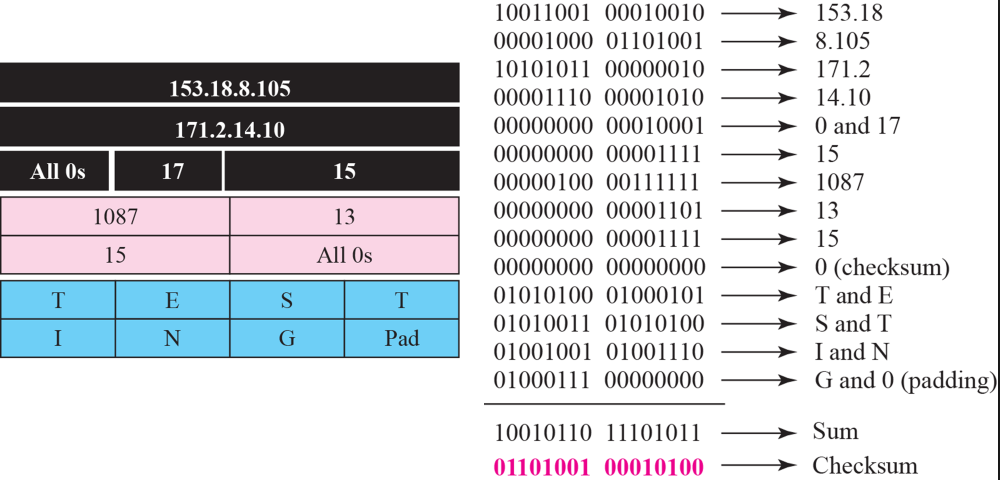 153.18.8.105
171.2.14.10
All 0s 17 15
1087 13
15 All 0s
T E S T
I N G Pad
10011001 00010010 153.18
00001000 01101001 8.105
10101011 00000010 171.2
00001110 00001010 14.10
00000000 00010001 0 and 17
00000000 00001111 15
00000100 00111111 1087
00000000 00001101 13
00000000 00001111 15
00000000 00000000 0 (checksum)
01010100 01000101 T and E
01010011 01010100 S and T
01001001 01001110 I and N
01000111 00000000 G and 0 (padding)
10010110 11101011 Sum
01101001 00010100 Checksum